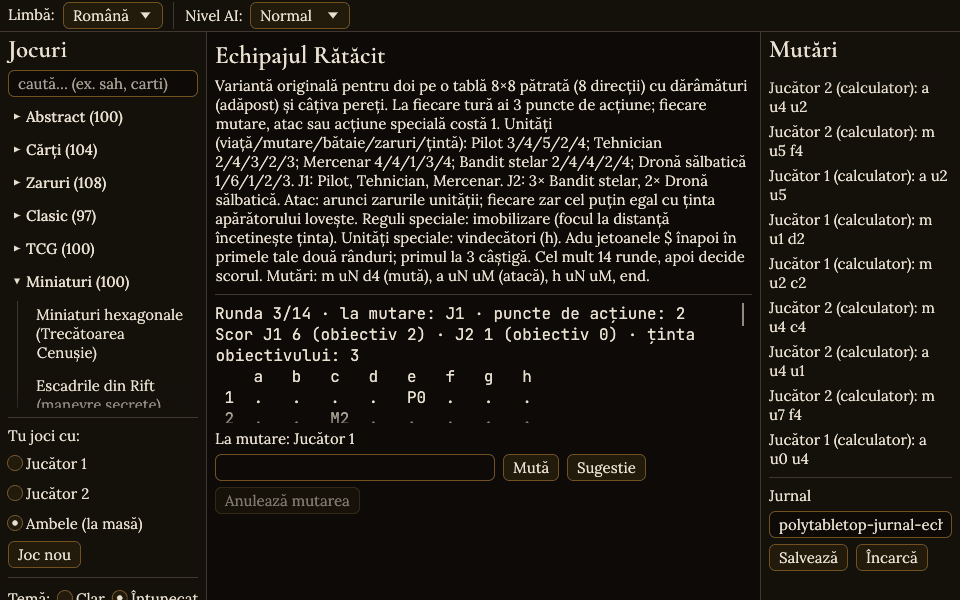 Limbă: Română ▼ Nivel AI: Normal ▼
Jocuri
caută... (ex. sah, carti)
▸ Abstract (100)
▸ Cărți (104)
▸ Zaruri (108)
▸ Clasic (97)
▸ TCG (100)
▾ Miniaturi (100)
Miniaturi hexagonale
(Trecătoarea
Cenușie)
Escadrile din Rift
(manevre secrete)
Tu joci cu:
Jucător 1
Jucător 2
Ambele (la masă)
Joc nou
Temă: Clar Întunecat
Echipajul Rătăcit
Variantă originală pentru doi pe o tablă 8×8 pătrată (8 direcții) cu dărâmături
(adăpost) și câțiva pereți. La fiecare tură ai 3 puncte de acțiune; fiecare
mutare, atac sau acțiune specială costă 1. Unități
(viață/mutare/bătaie/zaruri/țintă): Pilot 3/4/5/2/4; Tehnician
2/4/3/2/3; Mercenar 4/4/1/3/4; Bandit stelar 2/4/4/2/4; Dronă sălbatică
1/6/1/2/3. J1: Pilot, Tehnician, Mercenar. J2: 3× Bandit stelar, 2× Dronă
sălbatică. Atac: arunci zarurile unității; fiecare zar cel puțin egal cu ținta
apărătorului lovește. Reguli speciale: imobilizare (focul la distanță
încetinește ținta). Unități speciale: vindecători (h). Adu jetoanele $ înapoi în
primele tale două rânduri; primul la 3 câștigă. Cel mult 14 runde, apoi decide
scorul. Mutări: m uN d4 (mută), a uN uM (atacă), h uN uM, end.
Runda 3/14 · la mutare: J1 · puncte de acțiune: 2
Scor J1 6 (obiectiv 2) · J2 1 (obiectiv 0) · ținta
obiectivului: 3
a b c d e f g h
1 . . . . P0 . . .
2 . . M2 . . . . .
La mutare: Jucător 1
Mută Sugestie
Anulează mutarea
Mutări
Jucător 2 (calculator): a
u4 u2
Jucător 2 (calculator): m
u5 f4
Jucător 1 (calculator): a u2
u5
Jucător 1 (calculator): m
u1 d2
Jucător 1 (calculator): m
u2 c2
Jucător 2 (calculator): m
u4 c4
Jucător 2 (calculator): a
u4 u1
Jucător 2 (calculator): m
u7 f4
Jucător 1 (calculator): a
u0 u4
Jurnal
polytabletop-jurnal-ech
Salvează Încarcă